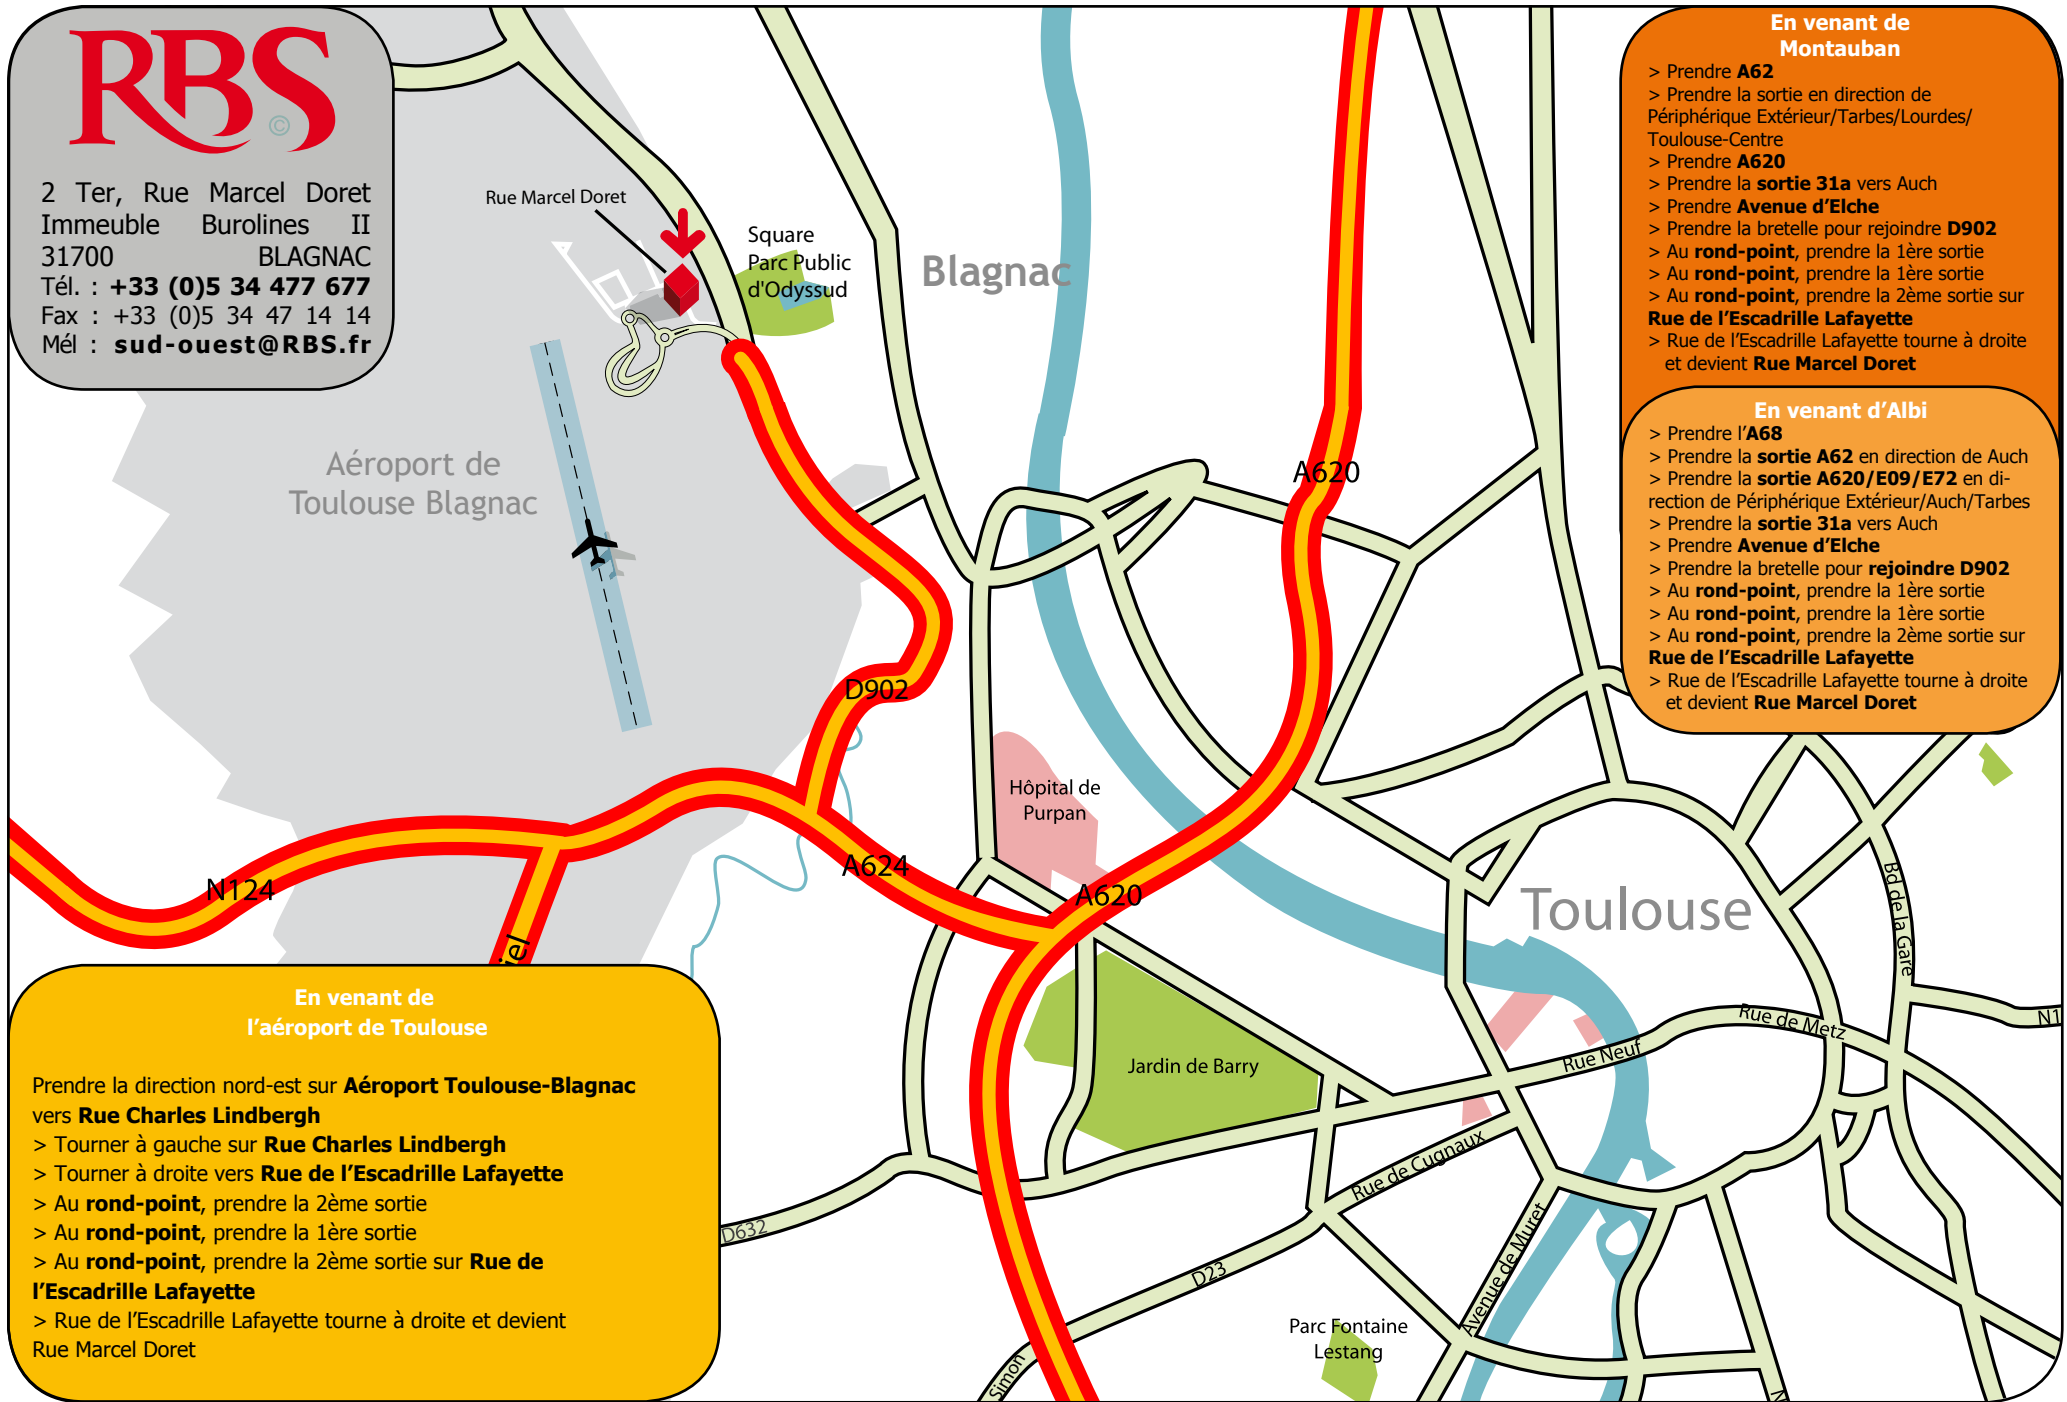 RBS
©
2 Ter, Rue Marcel Doret
Immeuble Burolines II
31700 BLAGNAC
Tél. : +33 (0)5 34 477 677
Fax : +33 (0)5 34 47 14 14
Mél : sud-ouest@RBS.fr
Rue Marcel Doret
Square
Parc Public
d'Odyssud
Blagnac
Aéroport de
Toulouse Blagnac
A620
D902
Hôpital de
Purpan
N124
A624
A620
Toulouse
Bd de la Gare
iel
Jardin de Barry
Rue de Metz
N1
Rue Neuf
Rue de Cugnaux
D632
D23
Avenue de Muret
Parc Fontaine
Lestang
Simon
N
En venant de
Montauban
> Prendre A62
> Prendre la sortie en direction de
Périphérique Extérieur/Tarbes/Lourdes/
Toulouse-Centre
> Prendre A620
> Prendre la sortie 31a vers Auch
> Prendre Avenue d’Elche
> Prendre la bretelle pour rejoindre D902
> Au rond-point, prendre la 1ère sortie
> Au rond-point, prendre la 1ère sortie
> Au rond-point, prendre la 2ème sortie sur
Rue de l’Escadrille Lafayette
> Rue de l’Escadrille Lafayette tourne à droite
et devient Rue Marcel Doret
En venant d’Albi
> Prendre l’A68
> Prendre la sortie A62 en direction de Auch
> Prendre la sortie A620/E09/E72 en di-
rection de Périphérique Extérieur/Auch/Tarbes
> Prendre la sortie 31a vers Auch
> Prendre Avenue d’Elche
> Prendre la bretelle pour rejoindre D902
> Au rond-point, prendre la 1ère sortie
> Au rond-point, prendre la 1ère sortie
> Au rond-point, prendre la 2ème sortie sur
Rue de l’Escadrille Lafayette
> Rue de l’Escadrille Lafayette tourne à droite
et devient Rue Marcel Doret
En venant de
l’aéroport de Toulouse
Prendre la direction nord-est sur Aéroport Toulouse-Blagnac
vers Rue Charles Lindbergh
> Tourner à gauche sur Rue Charles Lindbergh
> Tourner à droite vers Rue de l’Escadrille Lafayette
> Au rond-point, prendre la 2ème sortie
> Au rond-point, prendre la 1ère sortie
> Au rond-point, prendre la 2ème sortie sur Rue de
l’Escadrille Lafayette
> Rue de l’Escadrille Lafayette tourne à droite et devient
Rue Marcel Doret